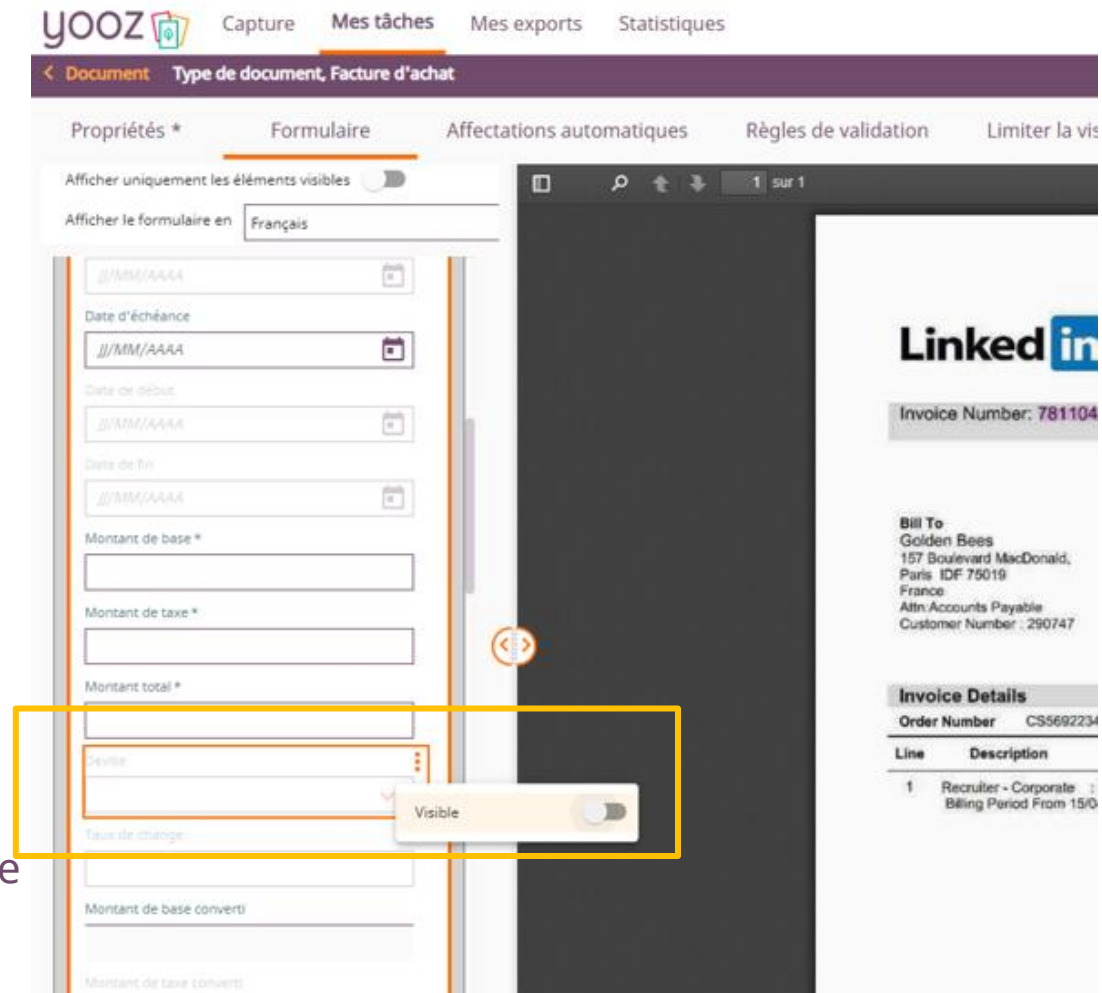 yooz Capture Mes tâches Mes exports Statistiques
< Document Type de document, Facture d'achat
Propriétés * Formulaire Affectations automatiques Règles de validation Limiter la vis
Afficher uniquement les éléments visibles
1 sur 1
Afficher le formulaire en Français
JJ/MM/AAAA
Date d'échéance
JJ/MM/AAAA
Date de début
JJ/MM/AAAA
Date de fin
JJ/MM/AAAA
Montant de base *
Montant de taxe *
Montant total *
Devise
Visible
Taux de change
e
Montant de base converti
Montant de taxe converti
Linked in
Invoice Number: 781104
Bill To
Golden Bees
157 Boulevard MacDonald,
Paris IDF 75019
France
Attn:Accounts Payable
Customer Number : 290747
Invoice Details
Order Number CS5692234
Line Description
1 Recruiter - Corporate :
Billing Period From 15/0